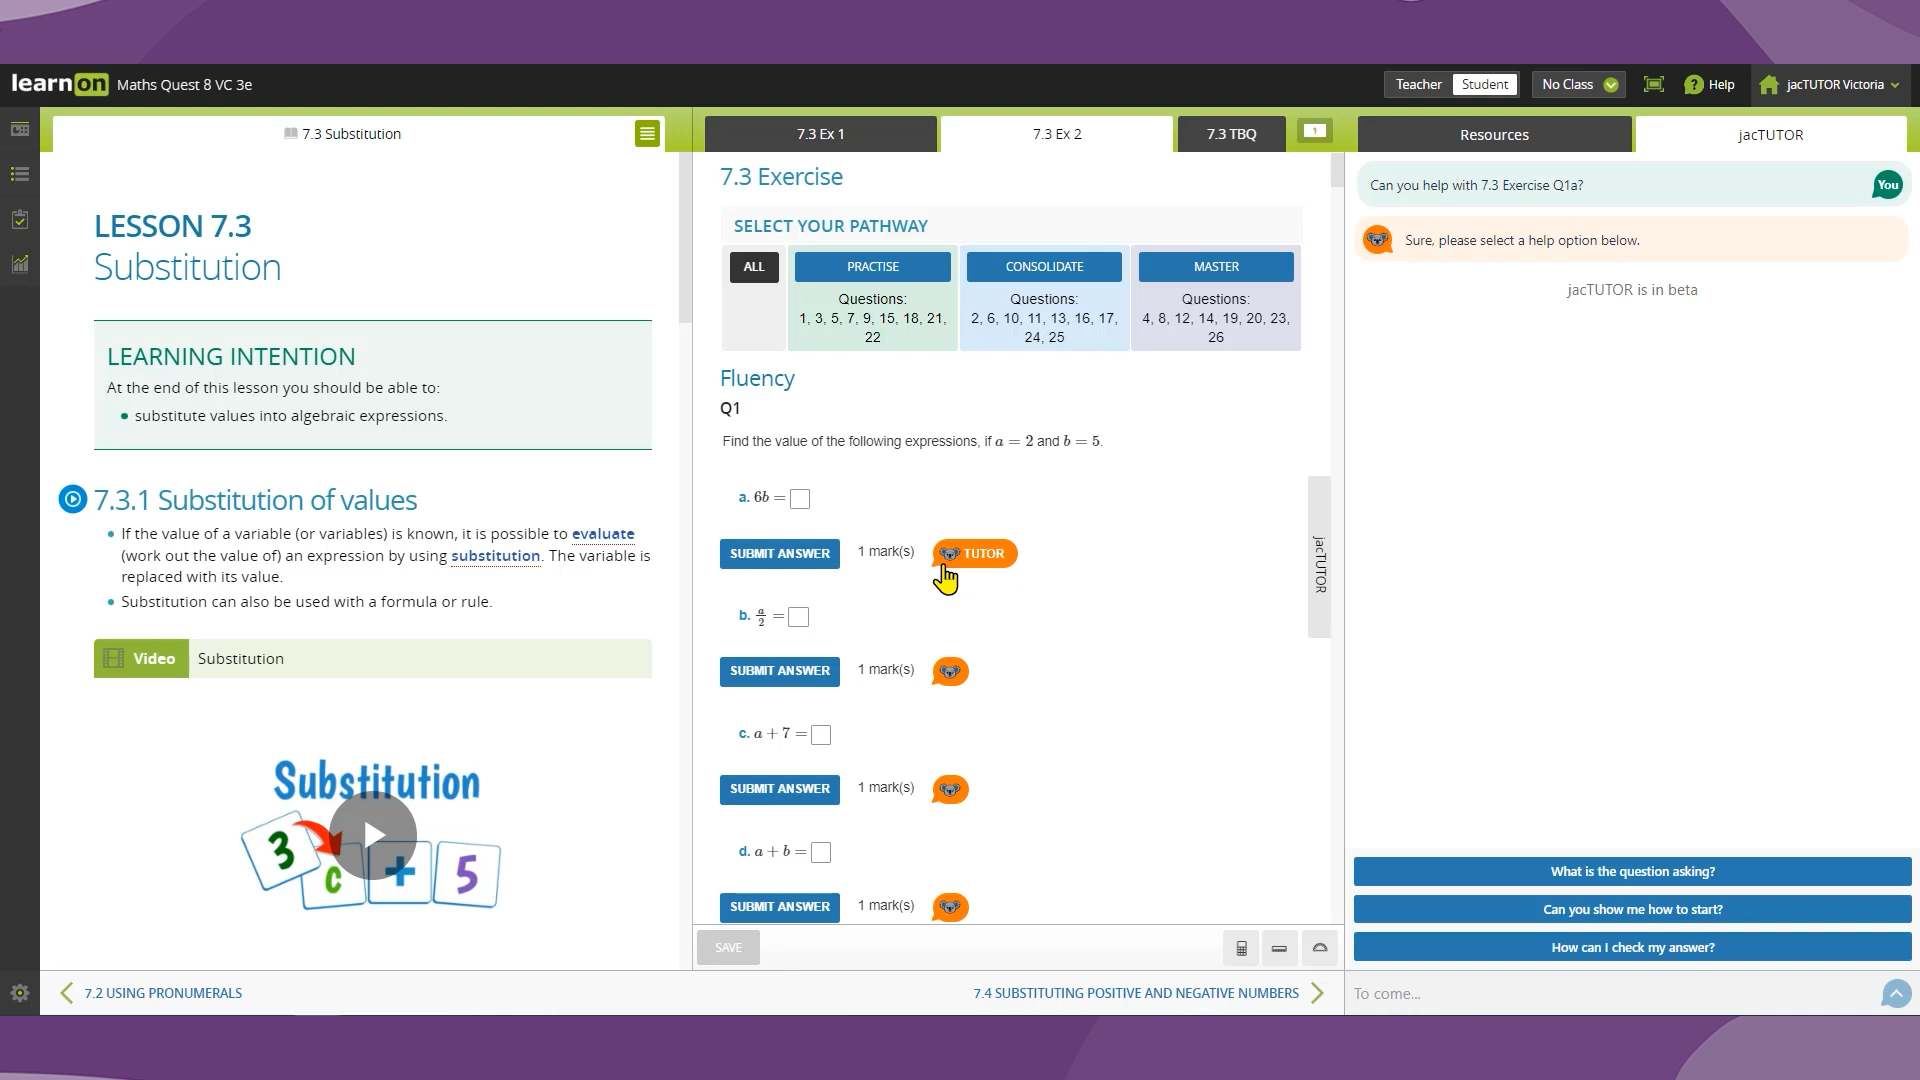 learnon Maths Quest 8 VC 3e
Teacher Student No Class Help jacTUTOR Victoria
7.3 Substitution
LESSON 7.3
Substitution
LEARNING INTENTION
At the end of this lesson you should be able to:
• substitute values into algebraic expressions.
7.3.1 Substitution of values
• If the value of a variable (or variables) is known, it is possible to evaluate
(work out the value of) an expression by using substitution. The variable is
replaced with its value.
• Substitution can also be used with a formula or rule.
Video Substitution
Substitution
3 c + 5
7.2 USING PRONUMERALS
7.3 Ex 1 7.3 Ex 2 7.3 TBQ 1
7.3 Exercise
SELECT YOUR PATHWAY
ALL PRACTISE CONSOLIDATE MASTER
Questions: Questions: Questions:
1, 3, 5, 7, 9, 15, 18, 21, 2, 6, 10, 11, 13, 16, 17, 4, 8, 12, 14, 19, 20, 23,
22 24, 25 26
Fluency
Q1
Find the value of the following expressions, if a = 2 and b = 5.
a. 6b =
SUBMIT ANSWER 1 mark(s) TUTOR
b. a/2 =
SUBMIT ANSWER 1 mark(s)
c. a + 7 =
SUBMIT ANSWER 1 mark(s)
d. a + b =
SUBMIT ANSWER 1 mark(s)
SAVE
7.4 SUBSTITUTING POSITIVE AND NEGATIVE NUMBERS
jacTUTOR
Resources jacTUTOR
Can you help with 7.3 Exercise Q1a? You
Sure, please select a help option below.
jacTUTOR is in beta
What is the question asking?
Can you show me how to start?
How can I check my answer?
To come...